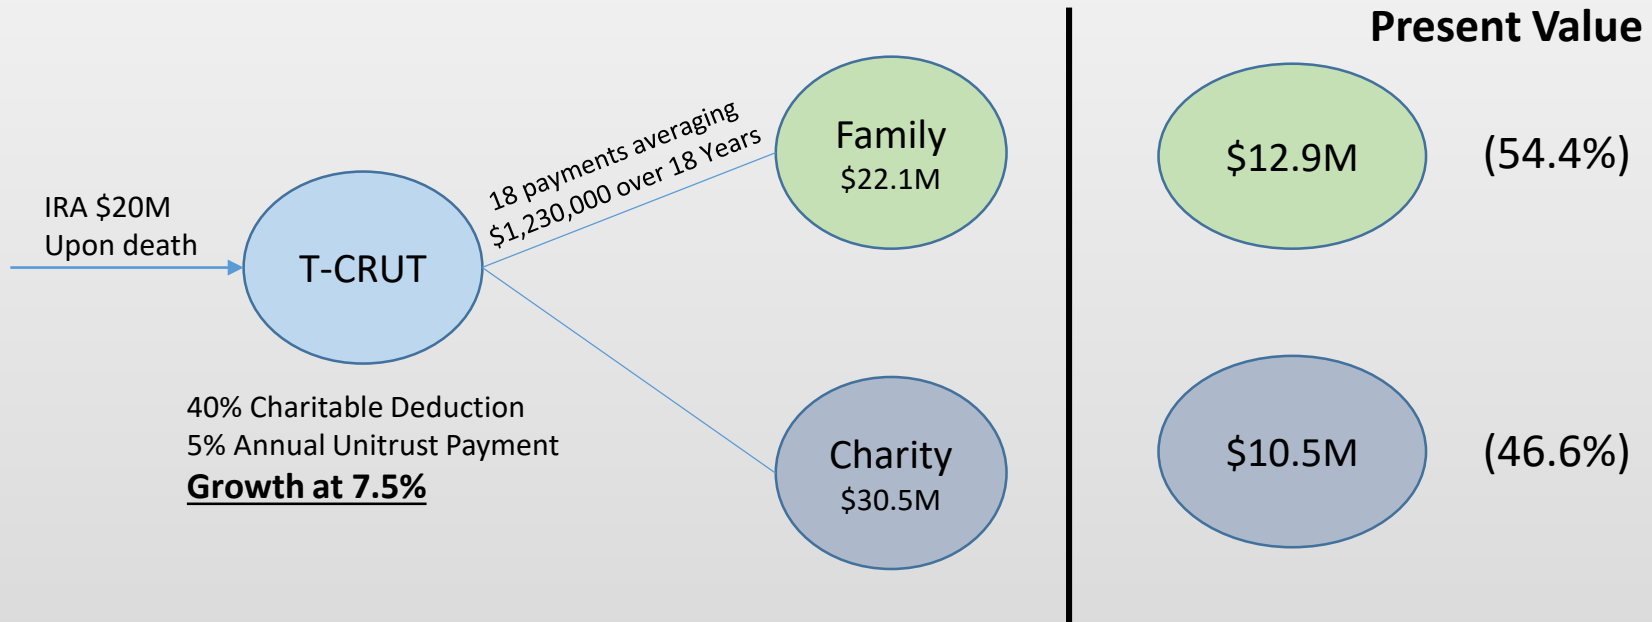 Present Value
IRA $20M
Upon death
T-CRUT
18 payments averaging
$1,230,000 over 18 Years
Family
$22.1M
$12.9M
(54.4%)
40% Charitable Deduction
5% Annual Unitrust Payment
Growth at 7.5%
Charity
$30.5M
$10.5M
(46.6%)